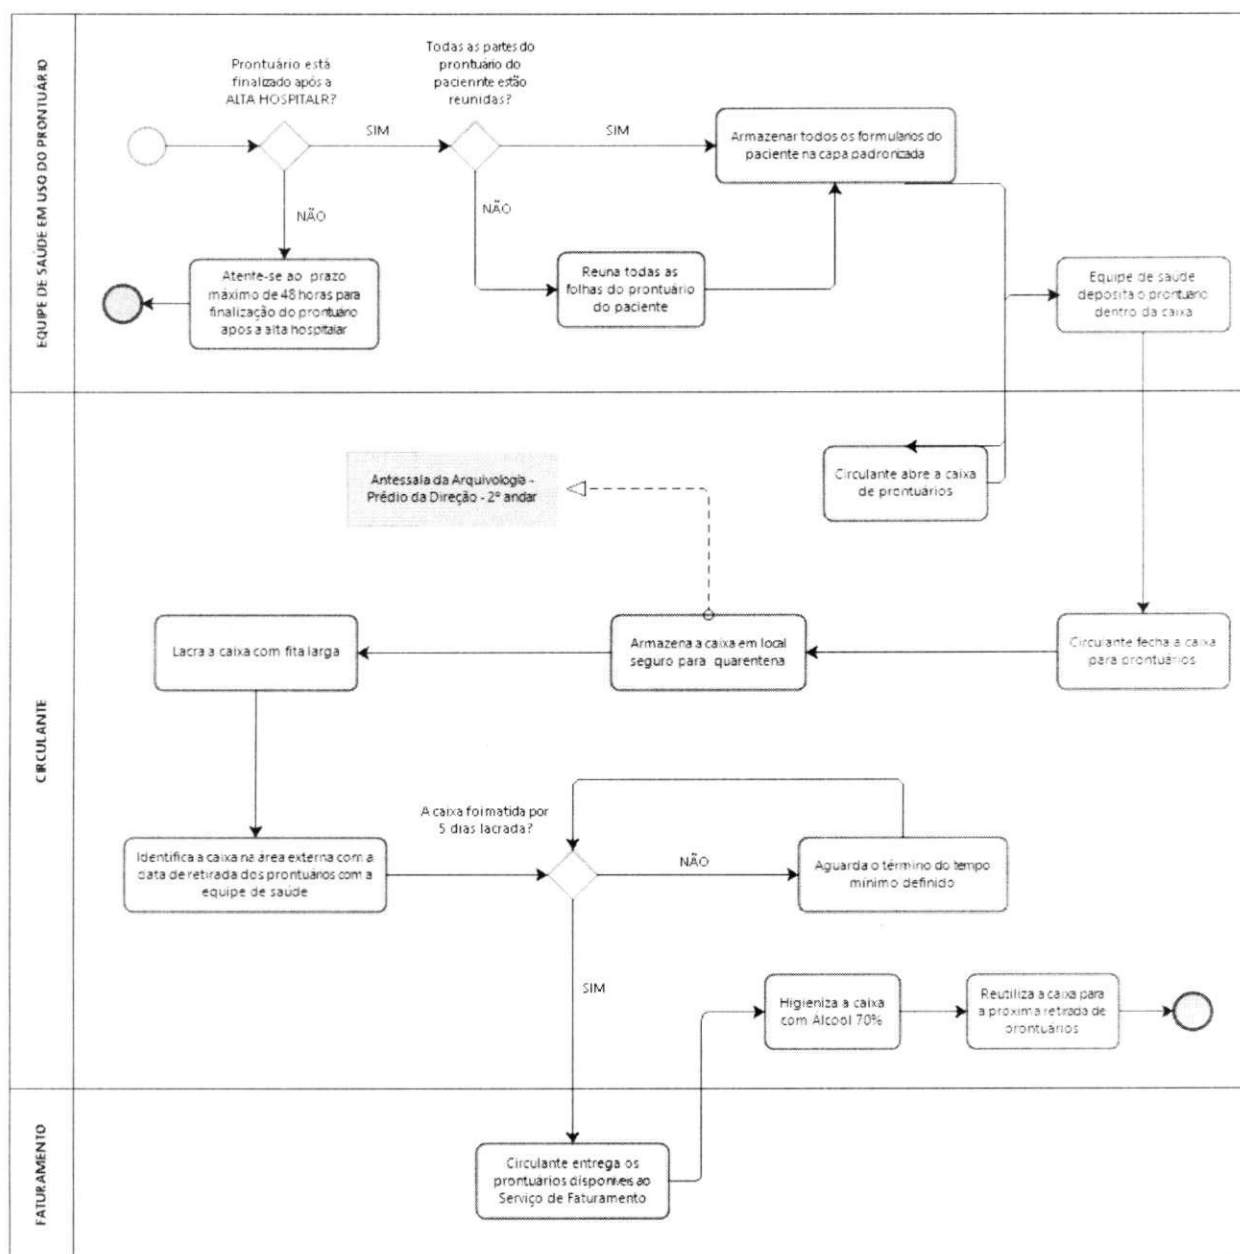 EQUIPE DE SAÚDE EM USO DO PRONTUÁRIO
Prontuário está
finalizado após a
ALTA HOSPITALR?
Todas as partes do
prontuário do
paciennte estão
reunidas?
SIM
SIM
Armazenar todos os formulários do
paciente na capa padronizada
NÃO
NÃO
Atente-se ao prazo
máximo de 48 horas para
finalização do prontuário
após a alta hospitalar
Reuna todas as
folhas do prontuário
do paciente
Equipe de saúde
deposita o prontuário
dentro da caixa
CIRCULANTE
Antessala da Arquivologia -
Prédio da Direção - 2º andar
Circulante abre a caixa
de prontuários
Lacra a caixa com fita larga
Armazena a caixa em local
seguro para quarentena
Circulante fecha a caixa
para prontuários
A caixa foi matida por
5 dias lacrada?
Identifica a caixa na área externa com a
data de retirada dos prontuários com a
equipe de saúde
NÃO
Aguarda o término do tempo
mínimo definido
SIM
Higieniza a caixa
com Alcool 70%
Reutiliza a caixa para
a próxima retirada de
prontuários
FATURAMENTO
Circulante entrega os
prontuários disponíveis ao
Serviço de Faturamento